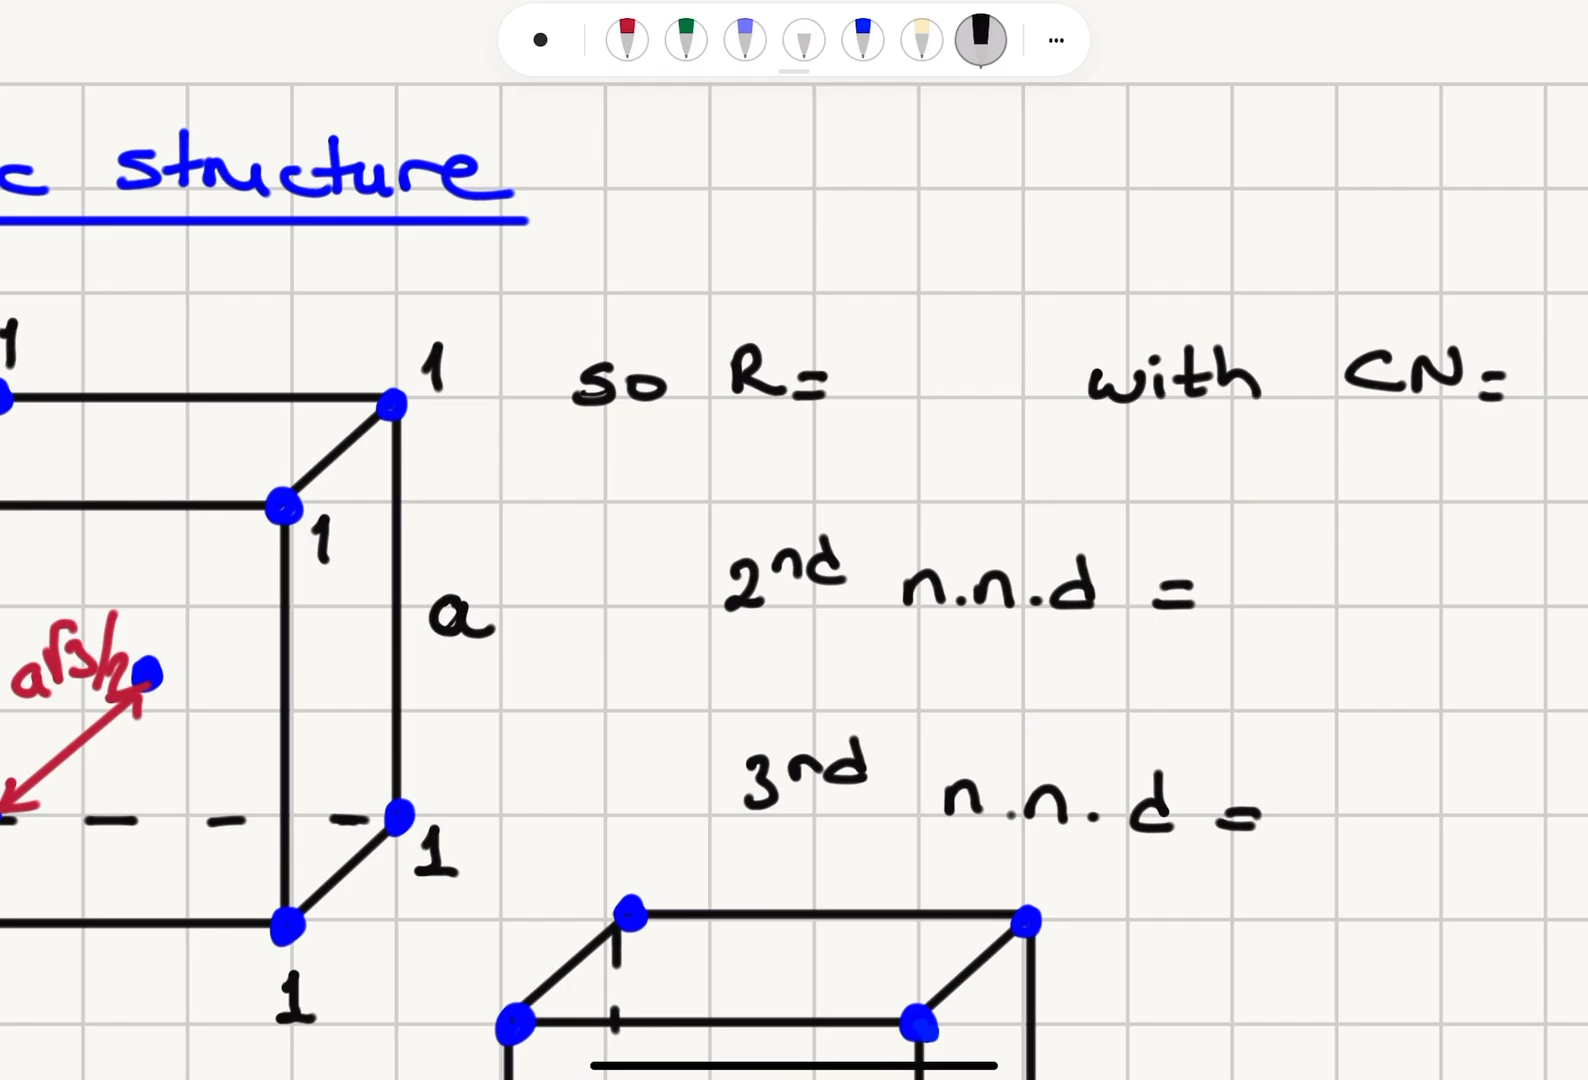 c structure
1
1
so R= with CN=
1
2nd n.n.d =
a
a√3/2
3rd n.n.d =
1
1